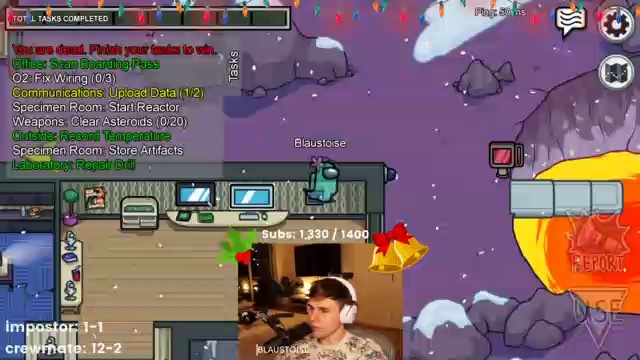 TOTAL TASKS COMPLETED
Ping: 50 ms
You are dead. Finish your tasks to win.
Office: Scan Boarding Pass
O2: Fix Wiring (0/3)
Communications: Upload Data (1/2)
Specimen Room: Start Reactor
Weapons: Clear Asteroids (0/20)
Outside: Record Temperature
Specimen Room: Store Artifacts
Laboratory: Repair Drill
Tasks
Blaustoise
Subs: 1,330 / 1400
REPORT
USE
impostor: 1-1
crewmate: 12-2
BLAUSTOISE